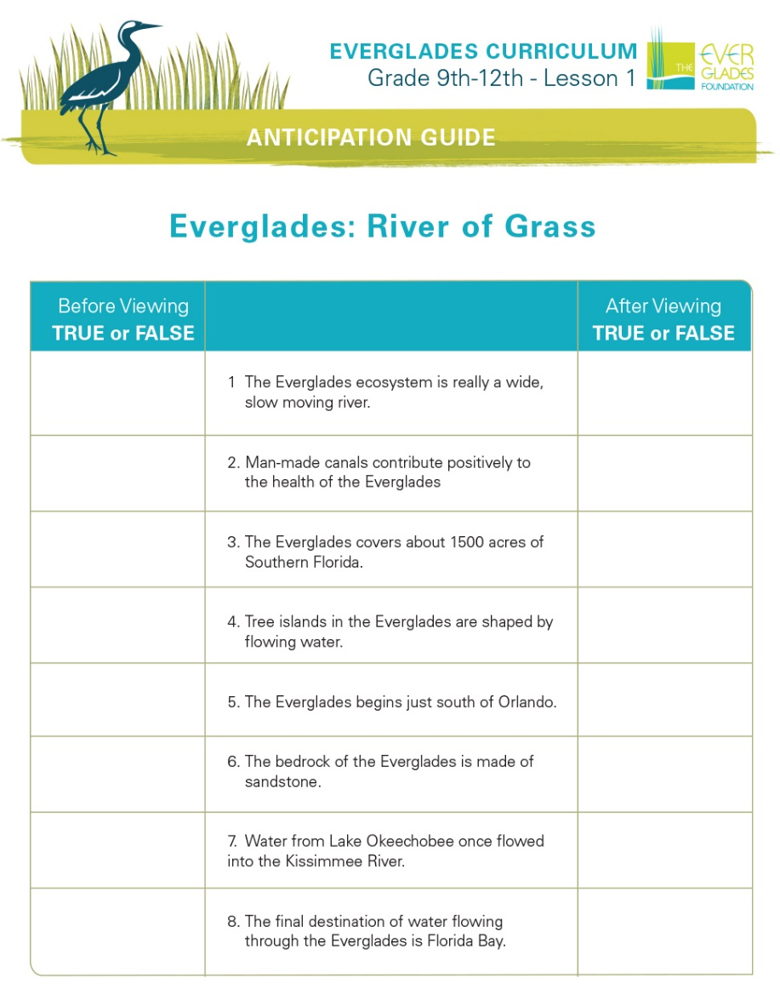 EVERGLADES CURRICULUM
Grade 9th-12th - Lesson 1
THE
EVER
GLADES
FOUNDATION
ANTICIPATION GUIDE
Everglades: River of Grass
Before Viewing
TRUE or FALSE
After Viewing
TRUE or FALSE
1 The Everglades ecosystem is really a wide,
slow moving river.
2. Man-made canals contribute positively to
the health of the Everglades
3. The Everglades covers about 1500 acres of
Southern Florida.
4. Tree islands in the Everglades are shaped by
flowing water.
5. The Everglades begins just south of Orlando.
6. The bedrock of the Everglades is made of
sandstone.
7. Water from Lake Okeechobee once flowed
into the Kissimmee River.
8. The final destination of water flowing
through the Everglades is Florida Bay.